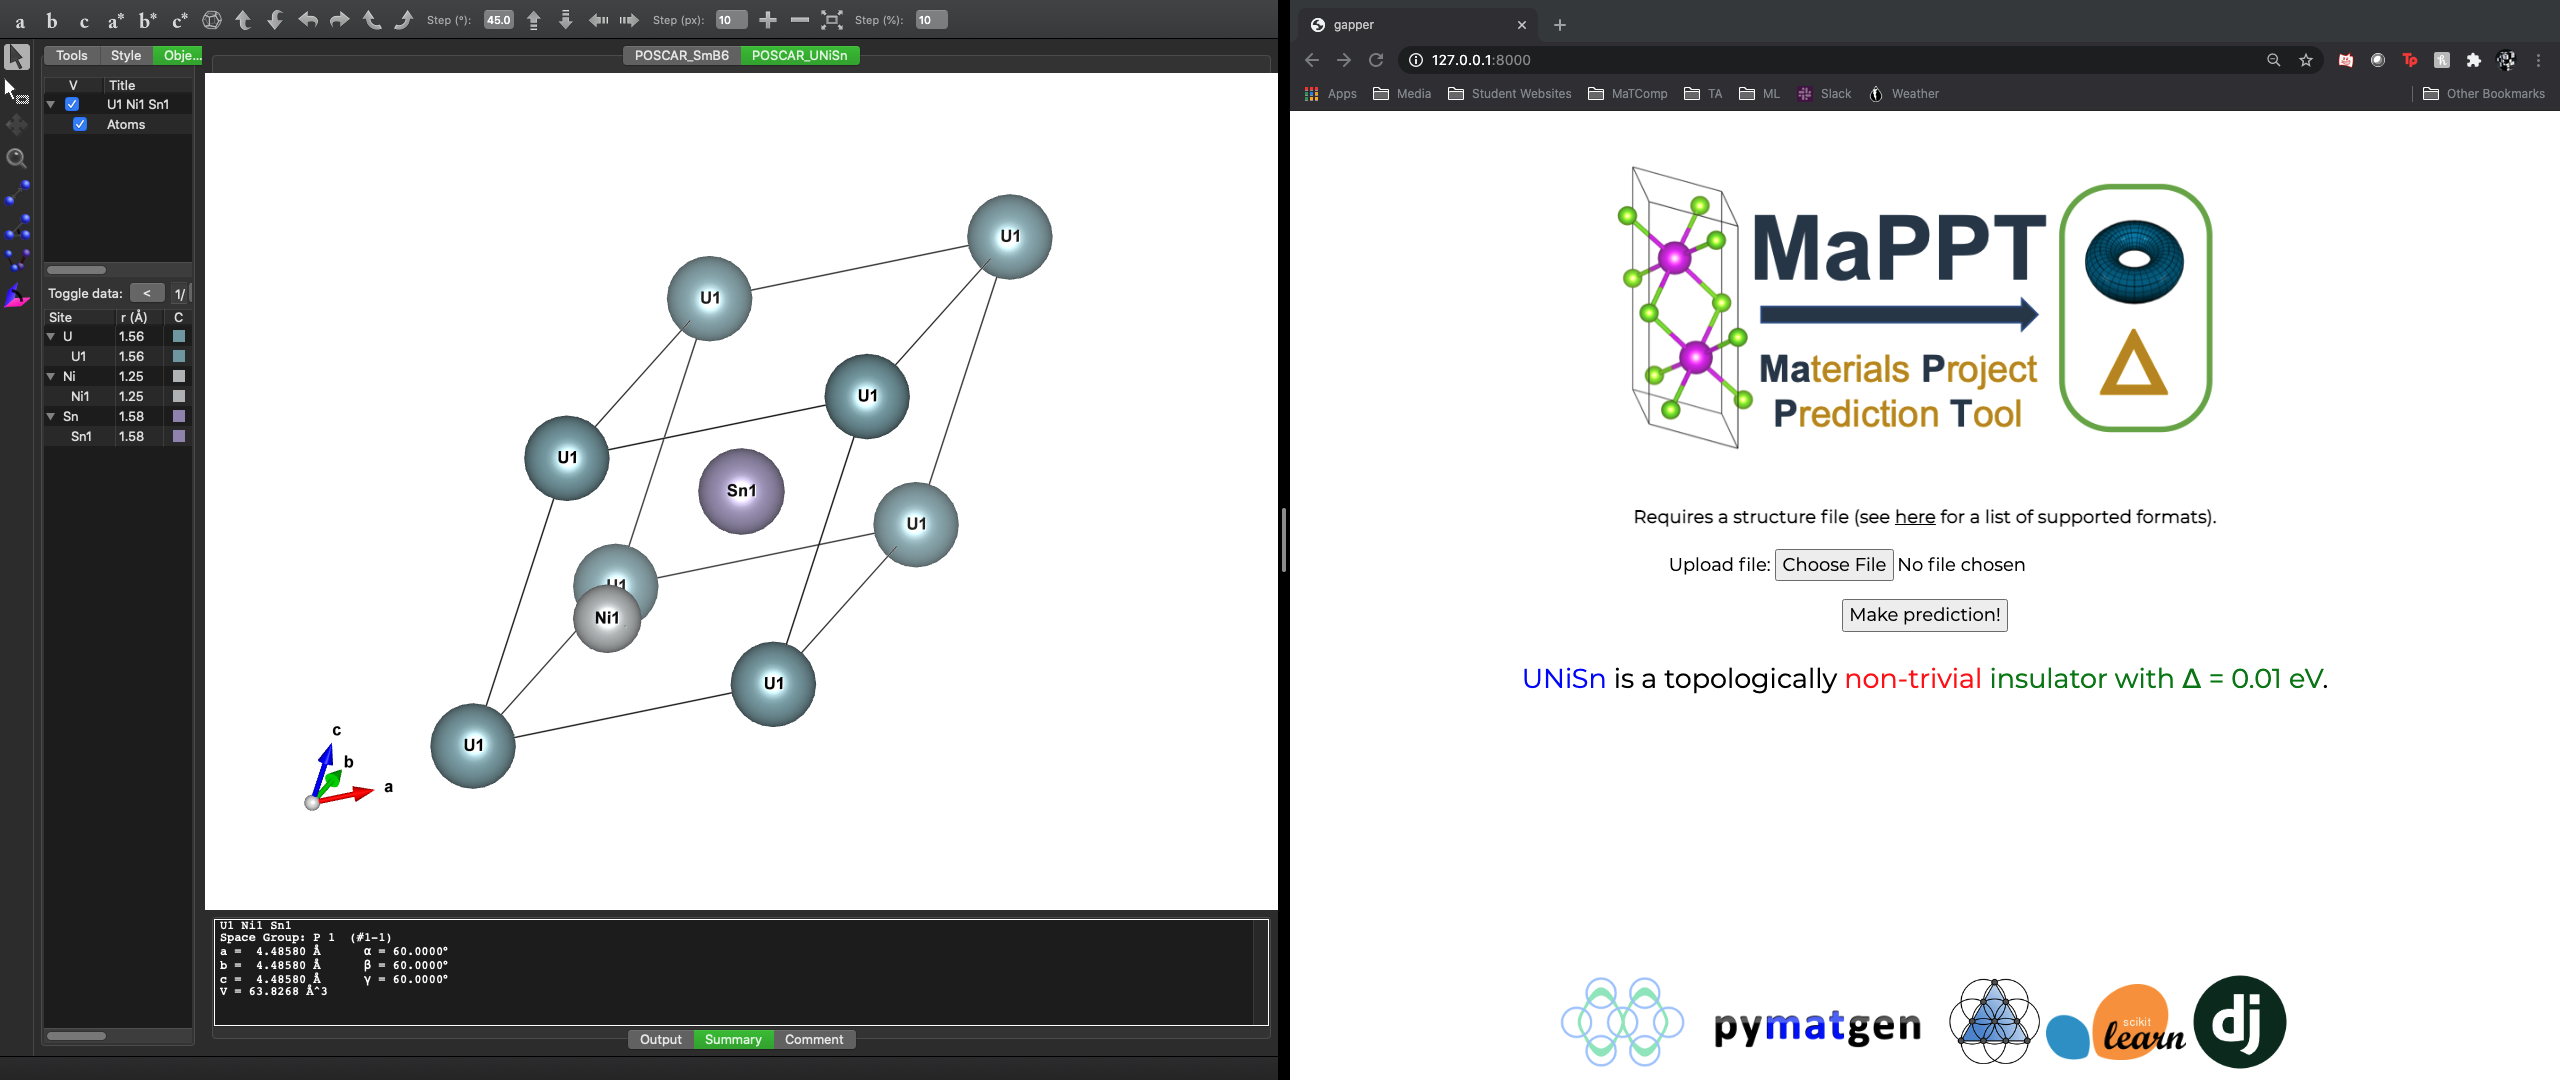 a b c a* b* c* Step (°): 45.0 Step (px): 10 Step (%): 10
Tools Style Obje...
POSCAR_SmB6 POSCAR_UNiSn
V Title
U1 Ni1 Sn1
Atoms
Toggle data: < 1/
Site r (Å) C
U 1.56
U1 1.56
Ni 1.25
Ni1 1.25
Sn 1.58
Sn1 1.58
U1
U1
U1
U1
Sn1
U1
U1
Ni1
U1
U1
c
b
a
U1 Ni1 Sn1
Space Group: P 1 (#1-1)
a = 4.48580 Å α = 60.0000°
b = 4.48580 Å β = 60.0000°
c = 4.48580 Å γ = 60.0000°
V = 63.8268 Å^3
Output Summary Comment
gapper
127.0.0.1:8000
Tp
Apps Media Student Websites MaTComp TA ML Slack Weather Other Bookmarks
MaPPT
Materials Project
Prediction Tool
Δ
Requires a structure file (see here for a list of supported formats).
Upload file: Choose File No file chosen
Make prediction!
UNiSn is a topologically non-trivial insulator with Δ = 0.01 eV.
pymatgen
scikit
learn
dj